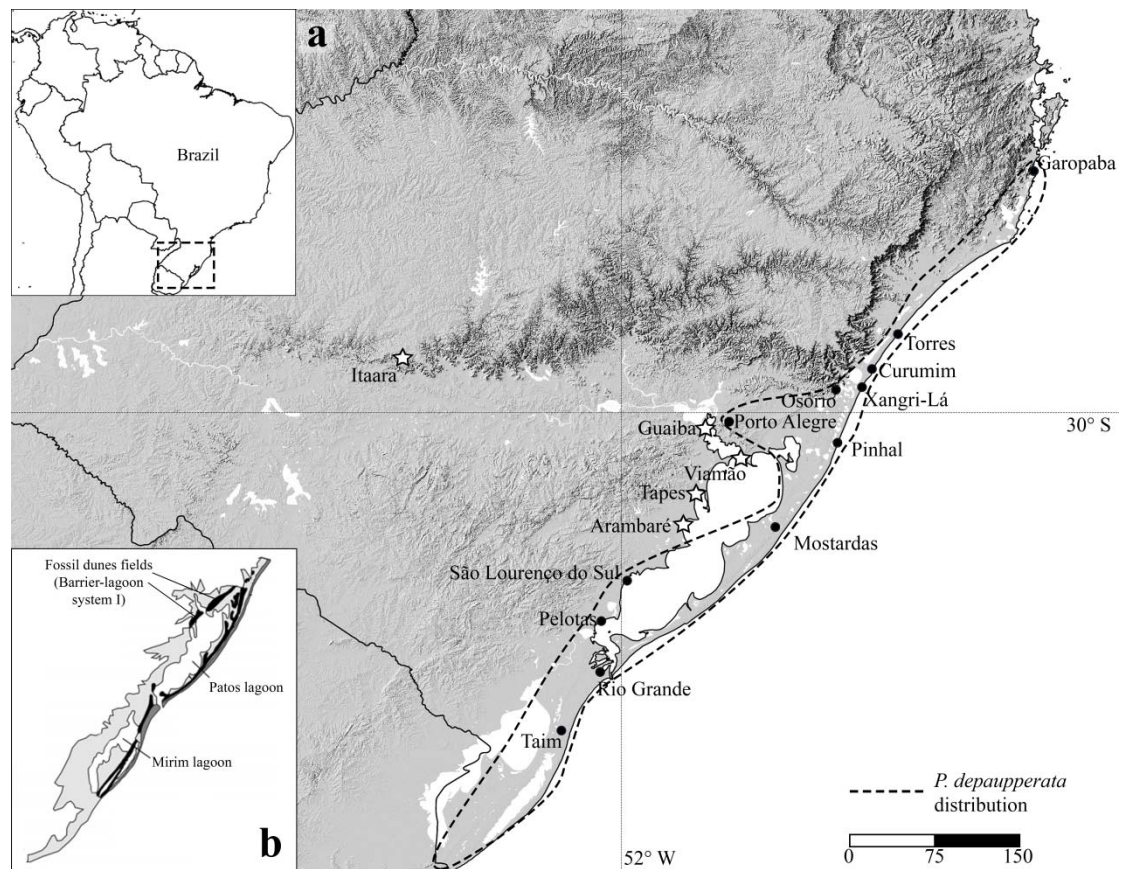 a
Brazil
Garopaba
Torres
Curumim
Itaara
Osório
Xangri-Lá
Porto Alegre
Guaiba
30° S
Pinhal
Viamão
Tapes
Arambaré
Mostardas
São Lourenço do Sul
Pelotas
Rio Grande
Taim
Fossil dunes fields
(Barrier-lagoon
system I)
Patos lagoon
Mirim lagoon
b
52° W
P. depaupperata
distribution
0 75 150